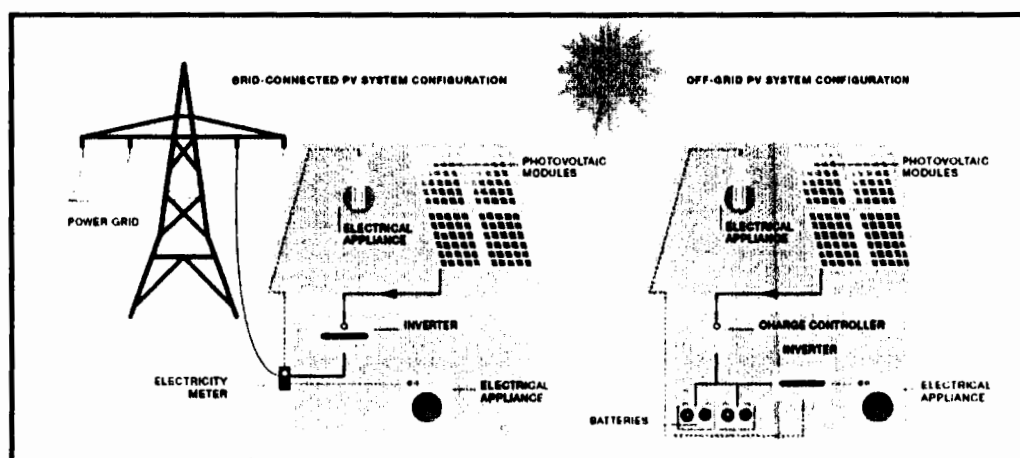 GRID-CONNECTED PV SYSTEM CONFIGURATION
OFF-GRID PV SYSTEM CONFIGURATION
PHOTOVOLTAIC
MODULES
PHOTOVOLTAIC
MODULES
POWER GRID
ELECTRICAL
APPLIANCE
ELECTRICAL
APPLIANCE
INVERTER
CHARGE CONTROLLER
INVERTER
ELECTRICITY
METER
ELECTRICAL
APPLIANCE
ELECTRICAL
APPLIANCE
BATTERIES